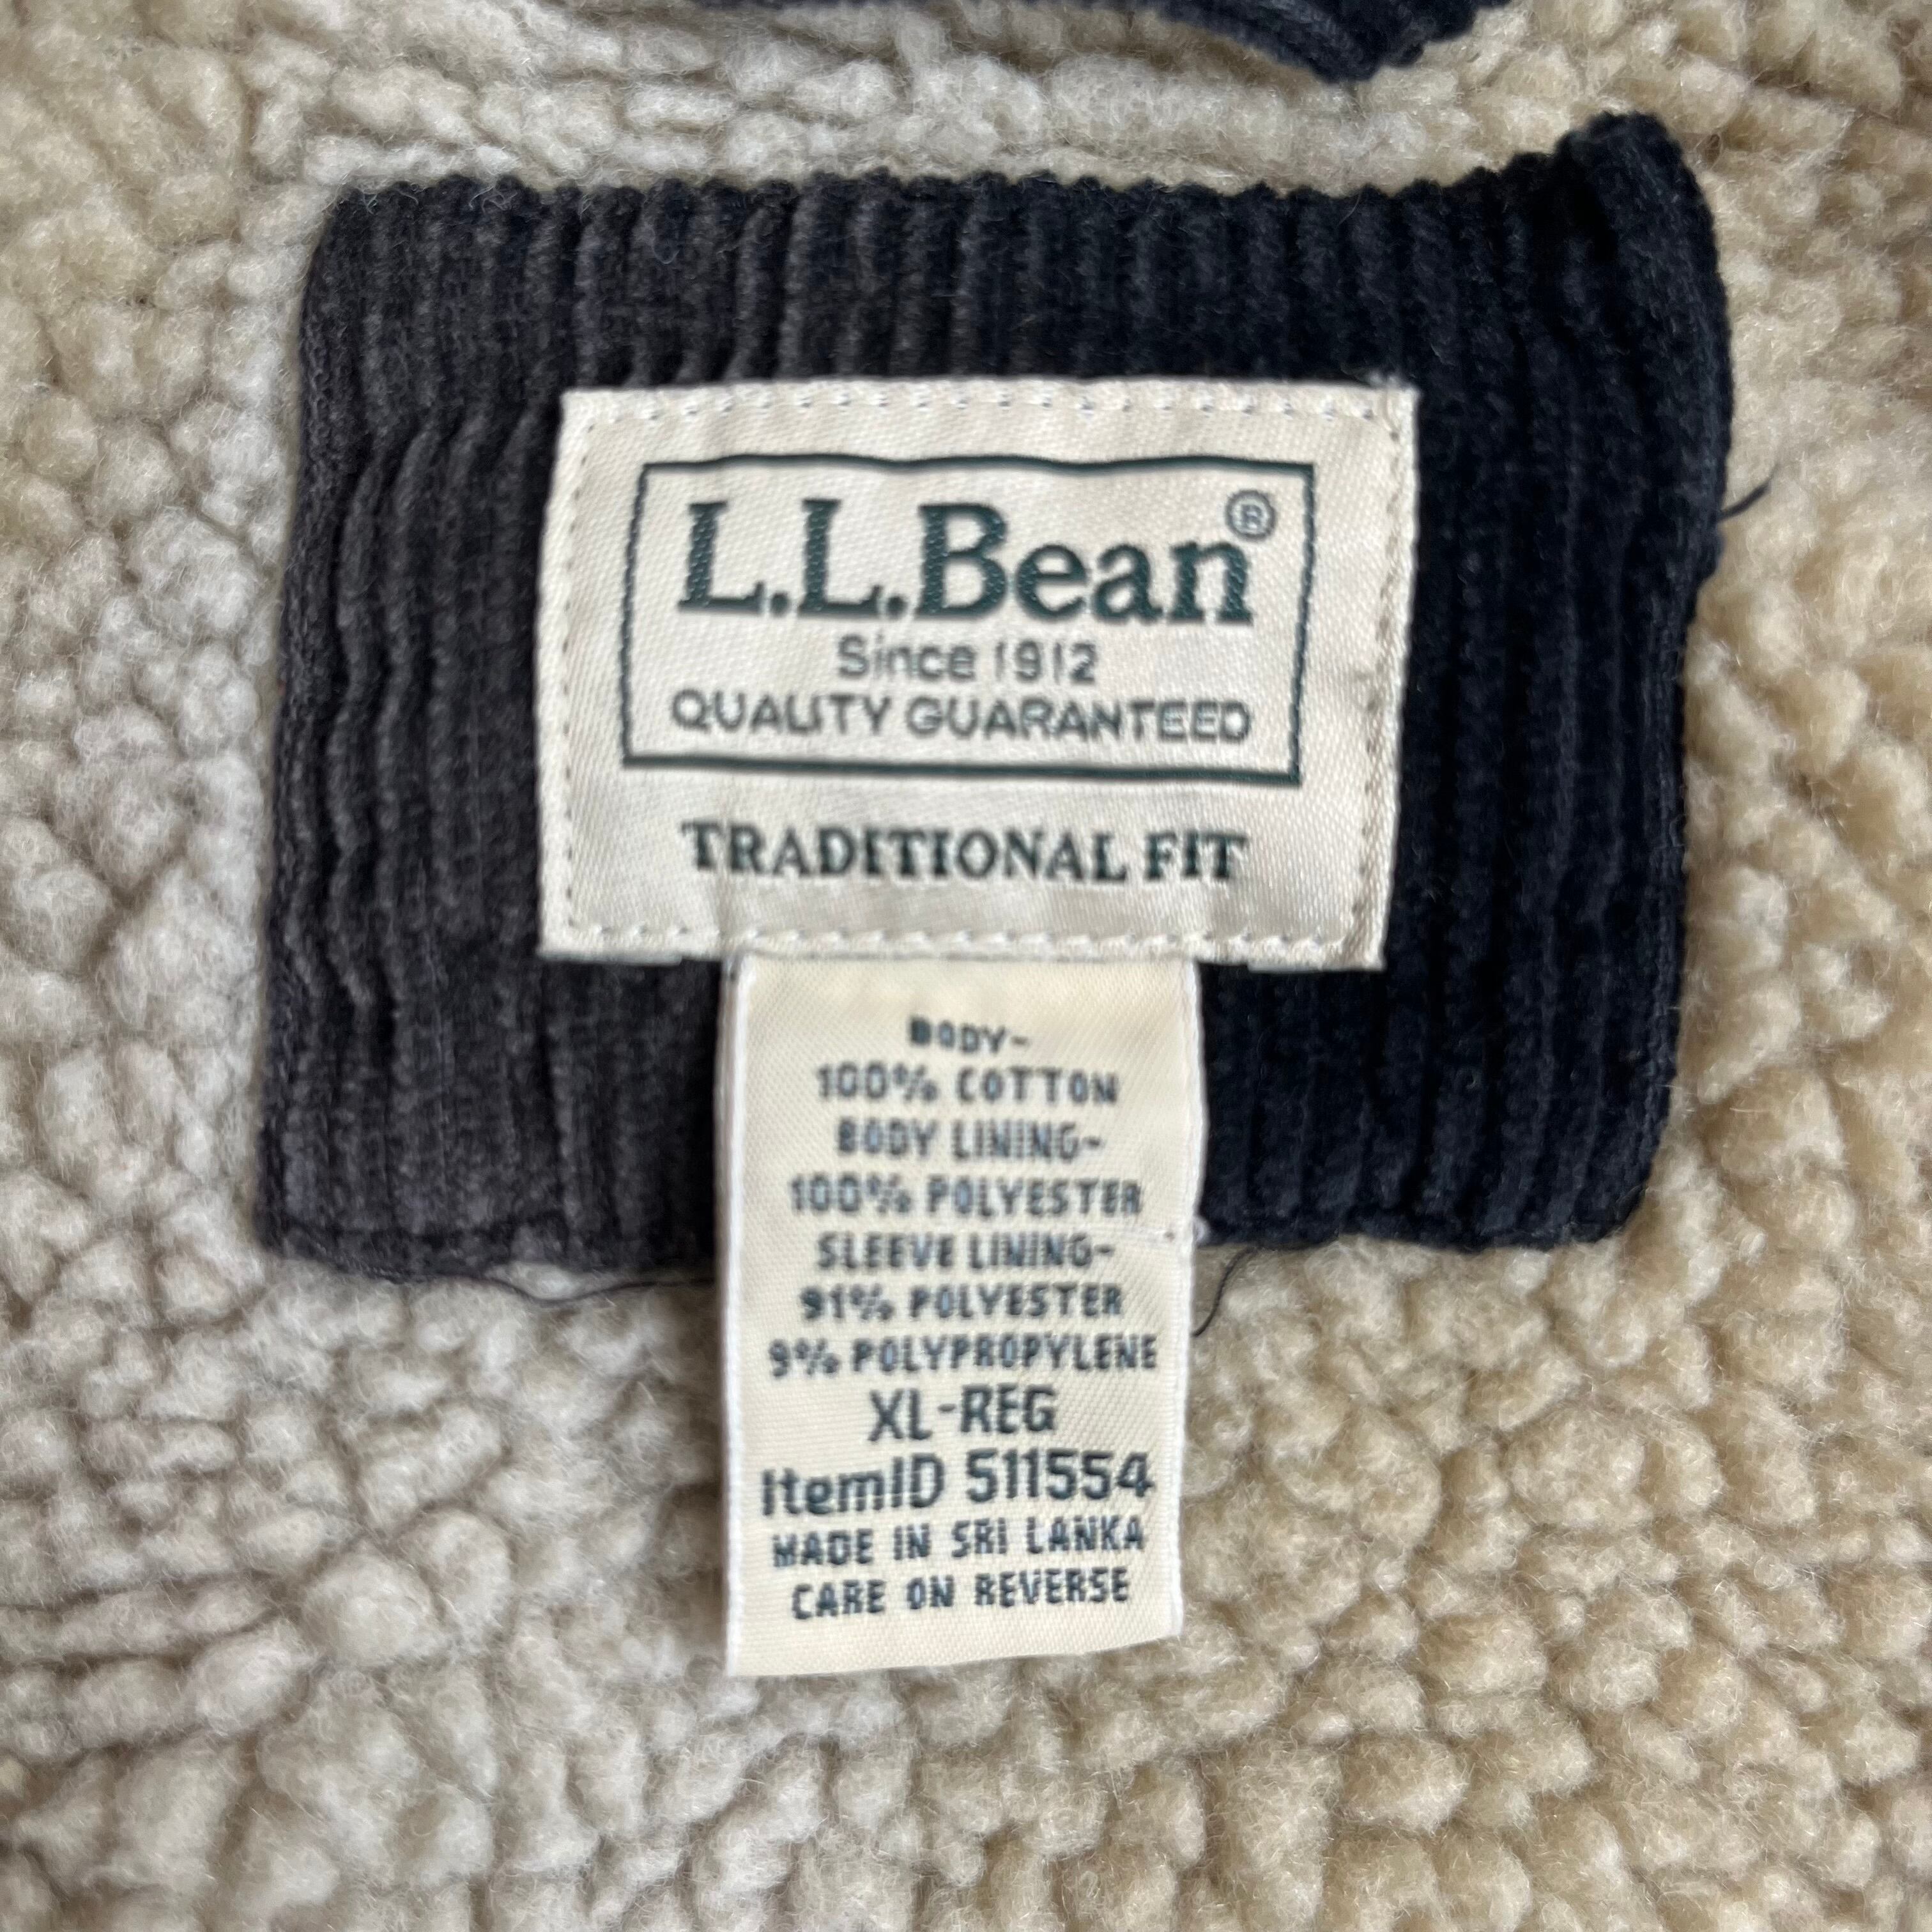 L.L.Bean®
Since 1912
QUALITY GUARANTEED
TRADITIONAL FIT
BODY-
100% COTTON
BODY LINING-
100% POLYESTER
SLEEVE LINING-
91% POLYESTER
9% POLYPROPYLENE
XL-REG
ItemID 511554
MADE IN SRI LANKA
CARE ON REVERSE